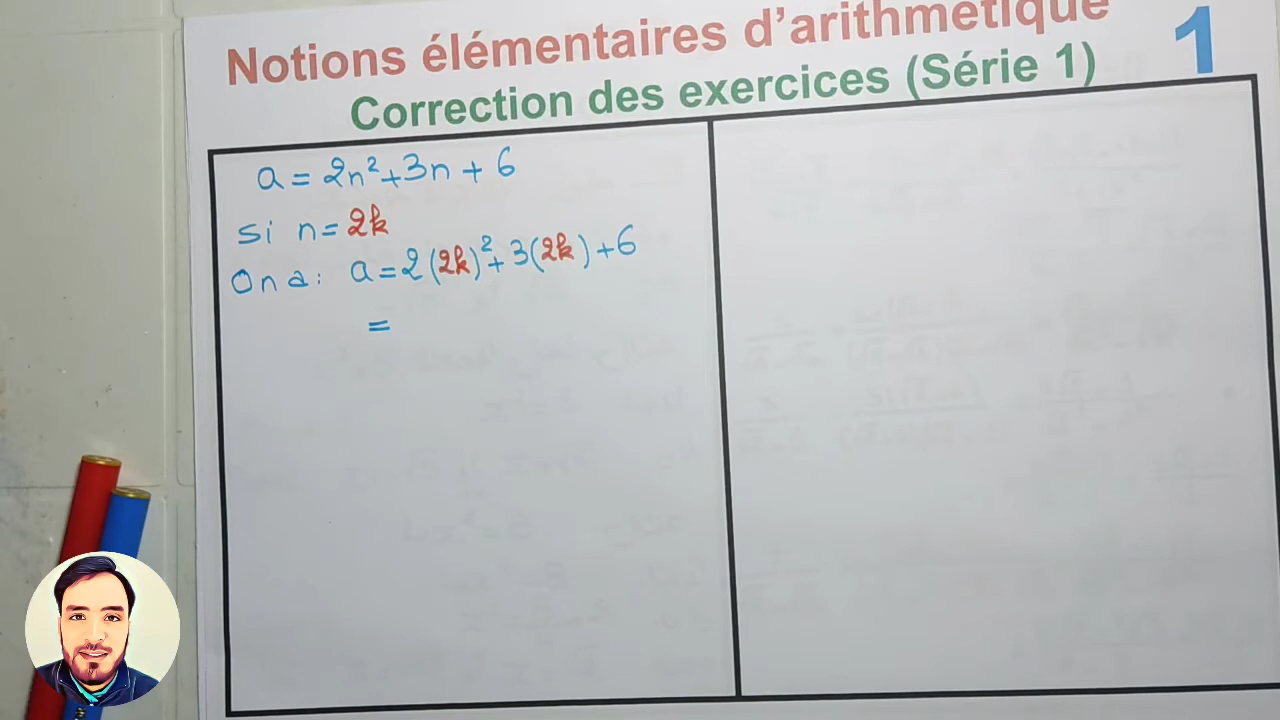 Notions élémentaires d'arithmétique
Correction des exercices (Série 1)
1
a = 2n² + 3n + 6
si n = 2k
On a : a = 2(2k)² + 3(2k) + 6
=